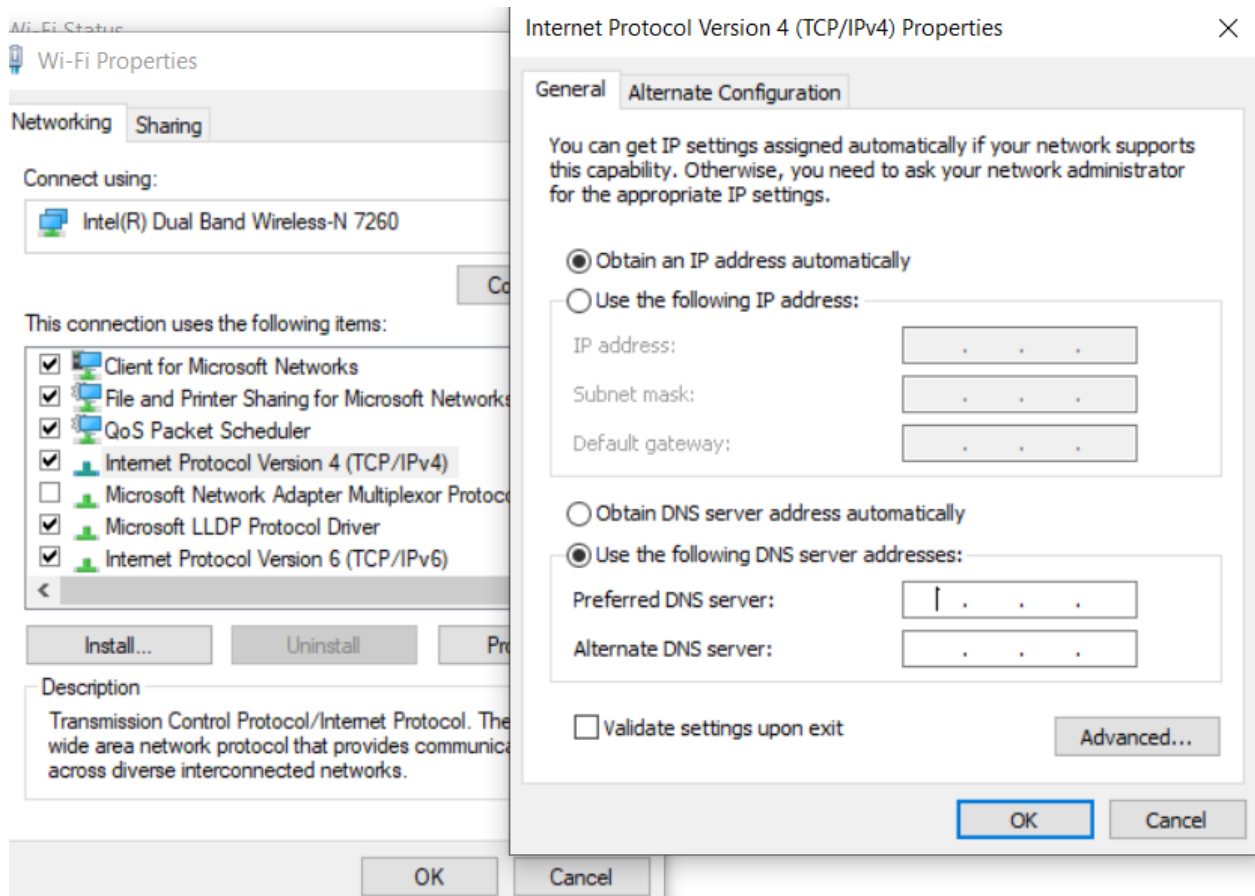 Wi-Fi Status
Wi-Fi Properties
Networking
Sharing
Connect using:
Intel(R) Dual Band Wireless-N 7260
Co
This connection uses the following items:
Client for Microsoft Networks
File and Printer Sharing for Microsoft Networks
QoS Packet Scheduler
Internet Protocol Version 4 (TCP/IPv4)
Microsoft Network Adapter Multiplexor Protoco
Microsoft LLDP Protocol Driver
Internet Protocol Version 6 (TCP/IPv6)
Install...
Uninstall
Pro
Description
Transmission Control Protocol/Internet Protocol. The
wide area network protocol that provides communica
across diverse interconnected networks.
OK
Cancel
Internet Protocol Version 4 (TCP/IPv4) Properties
General
Alternate Configuration
You can get IP settings assigned automatically if your network supports
this capability. Otherwise, you need to ask your network administrator
for the appropriate IP settings.
Obtain an IP address automatically
Use the following IP address:
IP address:
Subnet mask:
Default gateway:
Obtain DNS server address automatically
Use the following DNS server addresses:
Preferred DNS server:
Alternate DNS server:
Validate settings upon exit
Advanced...
OK
Cancel